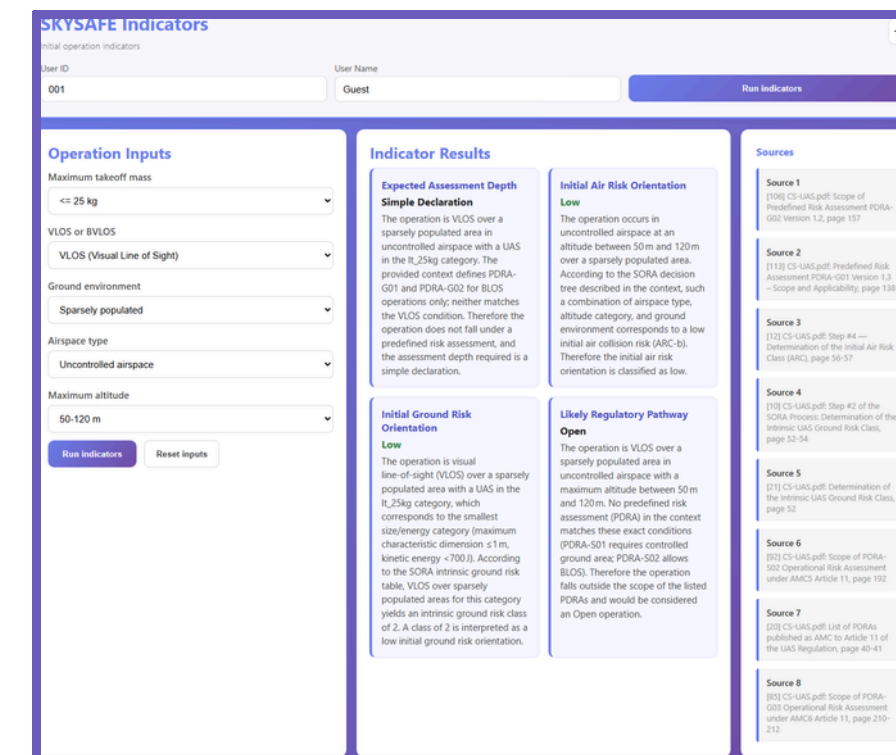 SKYSAFE Indicators
Initial operation indicators
User ID
User Name
001
Guest
Run indicators
Operation Inputs
Maximum takeoff mass
<= 25 kg
VLOS or BVLOS
VLOS (Visual Line of Sight)
Ground environment
Sparsely populated
Airspace type
Uncontrolled airspace
Maximum altitude
50-120 m
Run indicators
Reset inputs
Indicator Results
Expected Assessment Depth
Simple Declaration
The operation is VLOS over a
sparsely populated area in
uncontrolled airspace with a UAS
in the lt_25kg category. The
provided context defines PDRA-
G01 and PDRA-G02 for BLOS
operations only; neither matches
the VLOS condition. Therefore the
operation does not fall under a
predefined risk assessment, and
the assessment depth required is a
simple declaration.
Initial Air Risk Orientation
Low
The operation occurs in
uncontrolled airspace at an
altitude between 50 m and 120 m
over a sparsely populated area.
According to the SORA decision
tree described in the context, such
a combination of airspace type,
altitude category, and ground
environment corresponds to a low
initial air collision risk (ARC-b).
Therefore the initial air risk
orientation is classified as low.
Initial Ground Risk
Orientation
Low
The operation is visual
line-of-sight (VLOS) over a sparsely
populated area with a UAS in the
lt_25kg category, which
corresponds to the smallest
size/energy category (maximum
characteristic dimension ≤1 m,
kinetic energy <700 J). According
to the SORA intrinsic ground risk
table, VLOS over sparsely
populated areas for this category
yields an intrinsic ground risk class
of 2. A class of 2 is interpreted as a
low initial ground risk orientation.
Likely Regulatory Pathway
Open
The operation is VLOS over a
sparsely populated area in
uncontrolled airspace with a
maximum altitude between 50 m
and 120 m. No predefined risk
assessment (PDRA) in the context
matches these exact conditions
(PDRA-S01 requires controlled
ground area; PDRA-S02 allows
BLOS). Therefore the operation
falls outside the scope of the listed
PDRAs and would be considered
an Open operation.
Sources
Source 1
[106] CS-UAS.pdf: Scope of
Predefined Risk Assessment PDRA-
G02 Version 1.2, page 157
Source 2
[113] CS-UAS.pdf: Predefined Risk
Assessment PDRA-G01 Version 1.3
– Scope and Applicability, page 138
Source 3
[12] CS-UAS.pdf: Step #4 —
Determination of the Initial Air Risk
Class (ARC), page 56-57
Source 4
[10] CS-UAS.pdf: Step #2 of the
SORA Process: Determination of the
Intrinsic UAS Ground Risk Class,
page 52-54
Source 5
[21] CS-UAS.pdf: Determination of
the Intrinsic UAS Ground Risk Class,
page 52
Source 6
[92] CS-UAS.pdf: Scope of PDRA-
S02 Operational Risk Assessment
under AMC5 Article 11, page 192
Source 7
[20] CS-UAS.pdf: List of PDRAs
published as AMC to Article 11 of
the UAS Regulation, page 40-41
Source 8
[85] CS-UAS.pdf: Scope of PDRA-
G03 Operational Risk Assessment
under AMC6 Article 11, page 210-
212